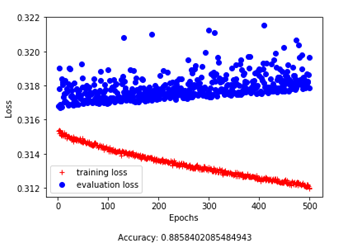 0.322
0.320
0.318
0.316
0.314
0.312
Loss
training loss
evaluation loss
0 100 200 300 400 500
Epochs
Accuracy: 0.8858402085484943